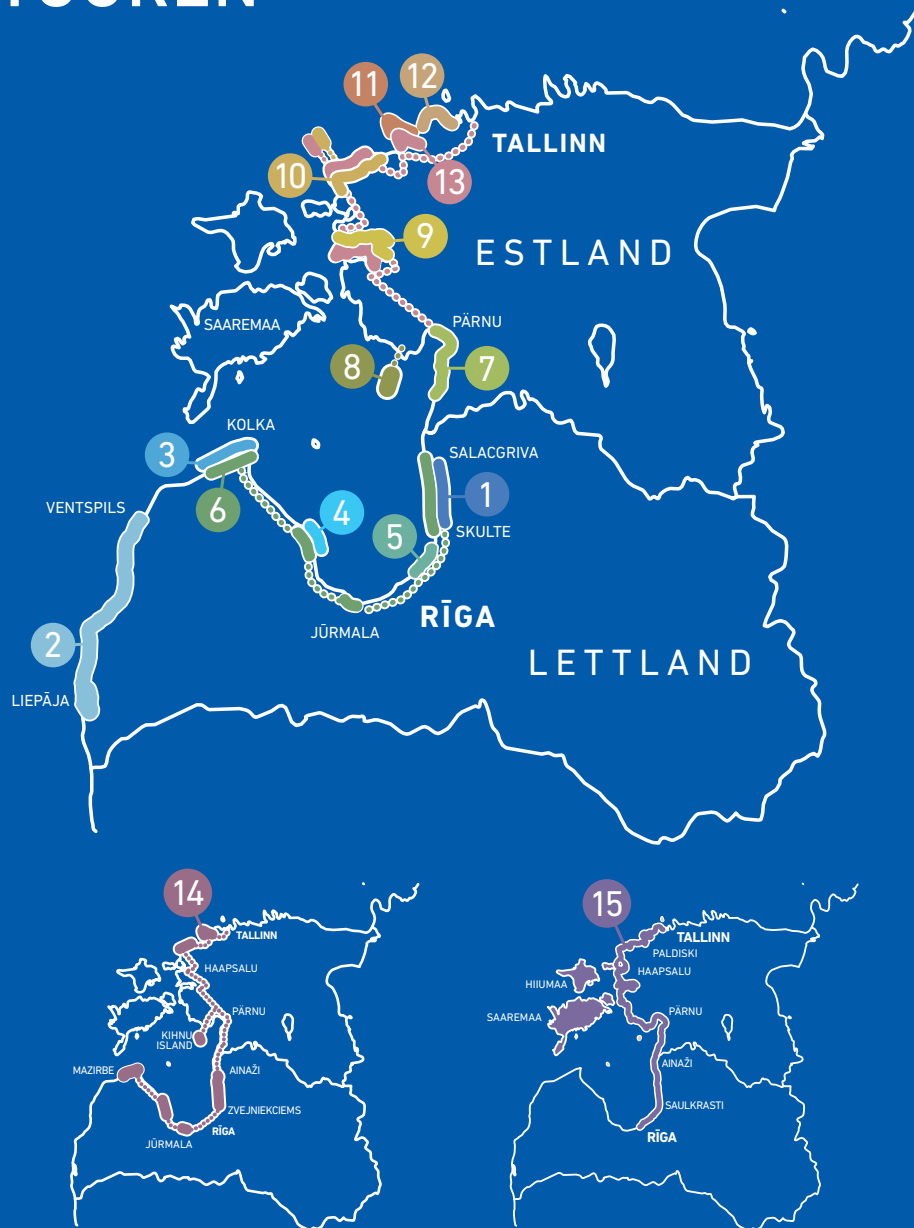 11
12
TALLINN
10
13
9
ESTLAND
SAAREMAA
PÄRNU
8
7
KOLKA
3
SALACGRIVA
6
1
VENTSPILS
4
SKULTE
5
RĪGA
JŪRMALA
2
LETTLAND
LIEPĀJA
14
TALLINN
HAAPSALU
PÄRNU
KIHNU
ISLAND
MAZIRBE
AINAŽI
ZVEJNIEKCIEMS
RĪGA
JŪRMALA
15
TALLINN
PALDISKI
HAAPSALU
HIIUMAA
SAAREMAA
PÄRNU
AINAŽI
SAULKRASTI
RĪGA